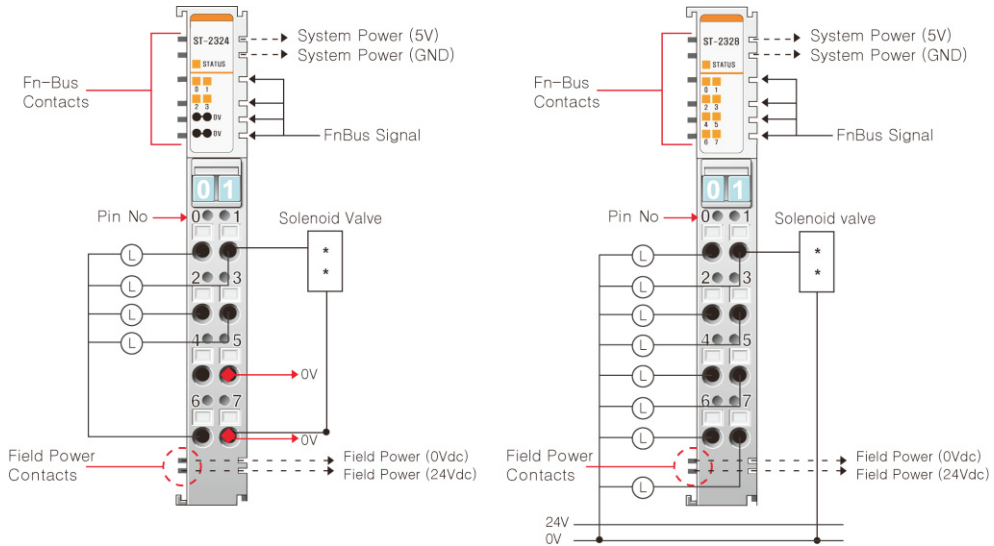 ST-2324
STATUS
0 1
2 3
0V
0V
System Power (5V)
System Power (GND)
Fn-Bus
Contacts
FnBus Signal
01
Pin No
0 1
Solenoid Valve
L
*
*
2 3
L
L
4 5
L
0V
6 7
0V
Field Power
Contacts
Field Power (0Vdc)
Field Power (24Vdc)
ST-2328
STATUS
0 1
2 3
4 5
6 7
System Power (5V)
System Power (GND)
Fn-Bus
Contacts
FnBus Signal
01
Pin No
0 1
Solenoid valve
L
*
*
2 3
L
L
4 5
L
L
6 7
L
L
Field Power
Contacts
Field Power (0Vdc)
Field Power (24Vdc)
L
24V
0V